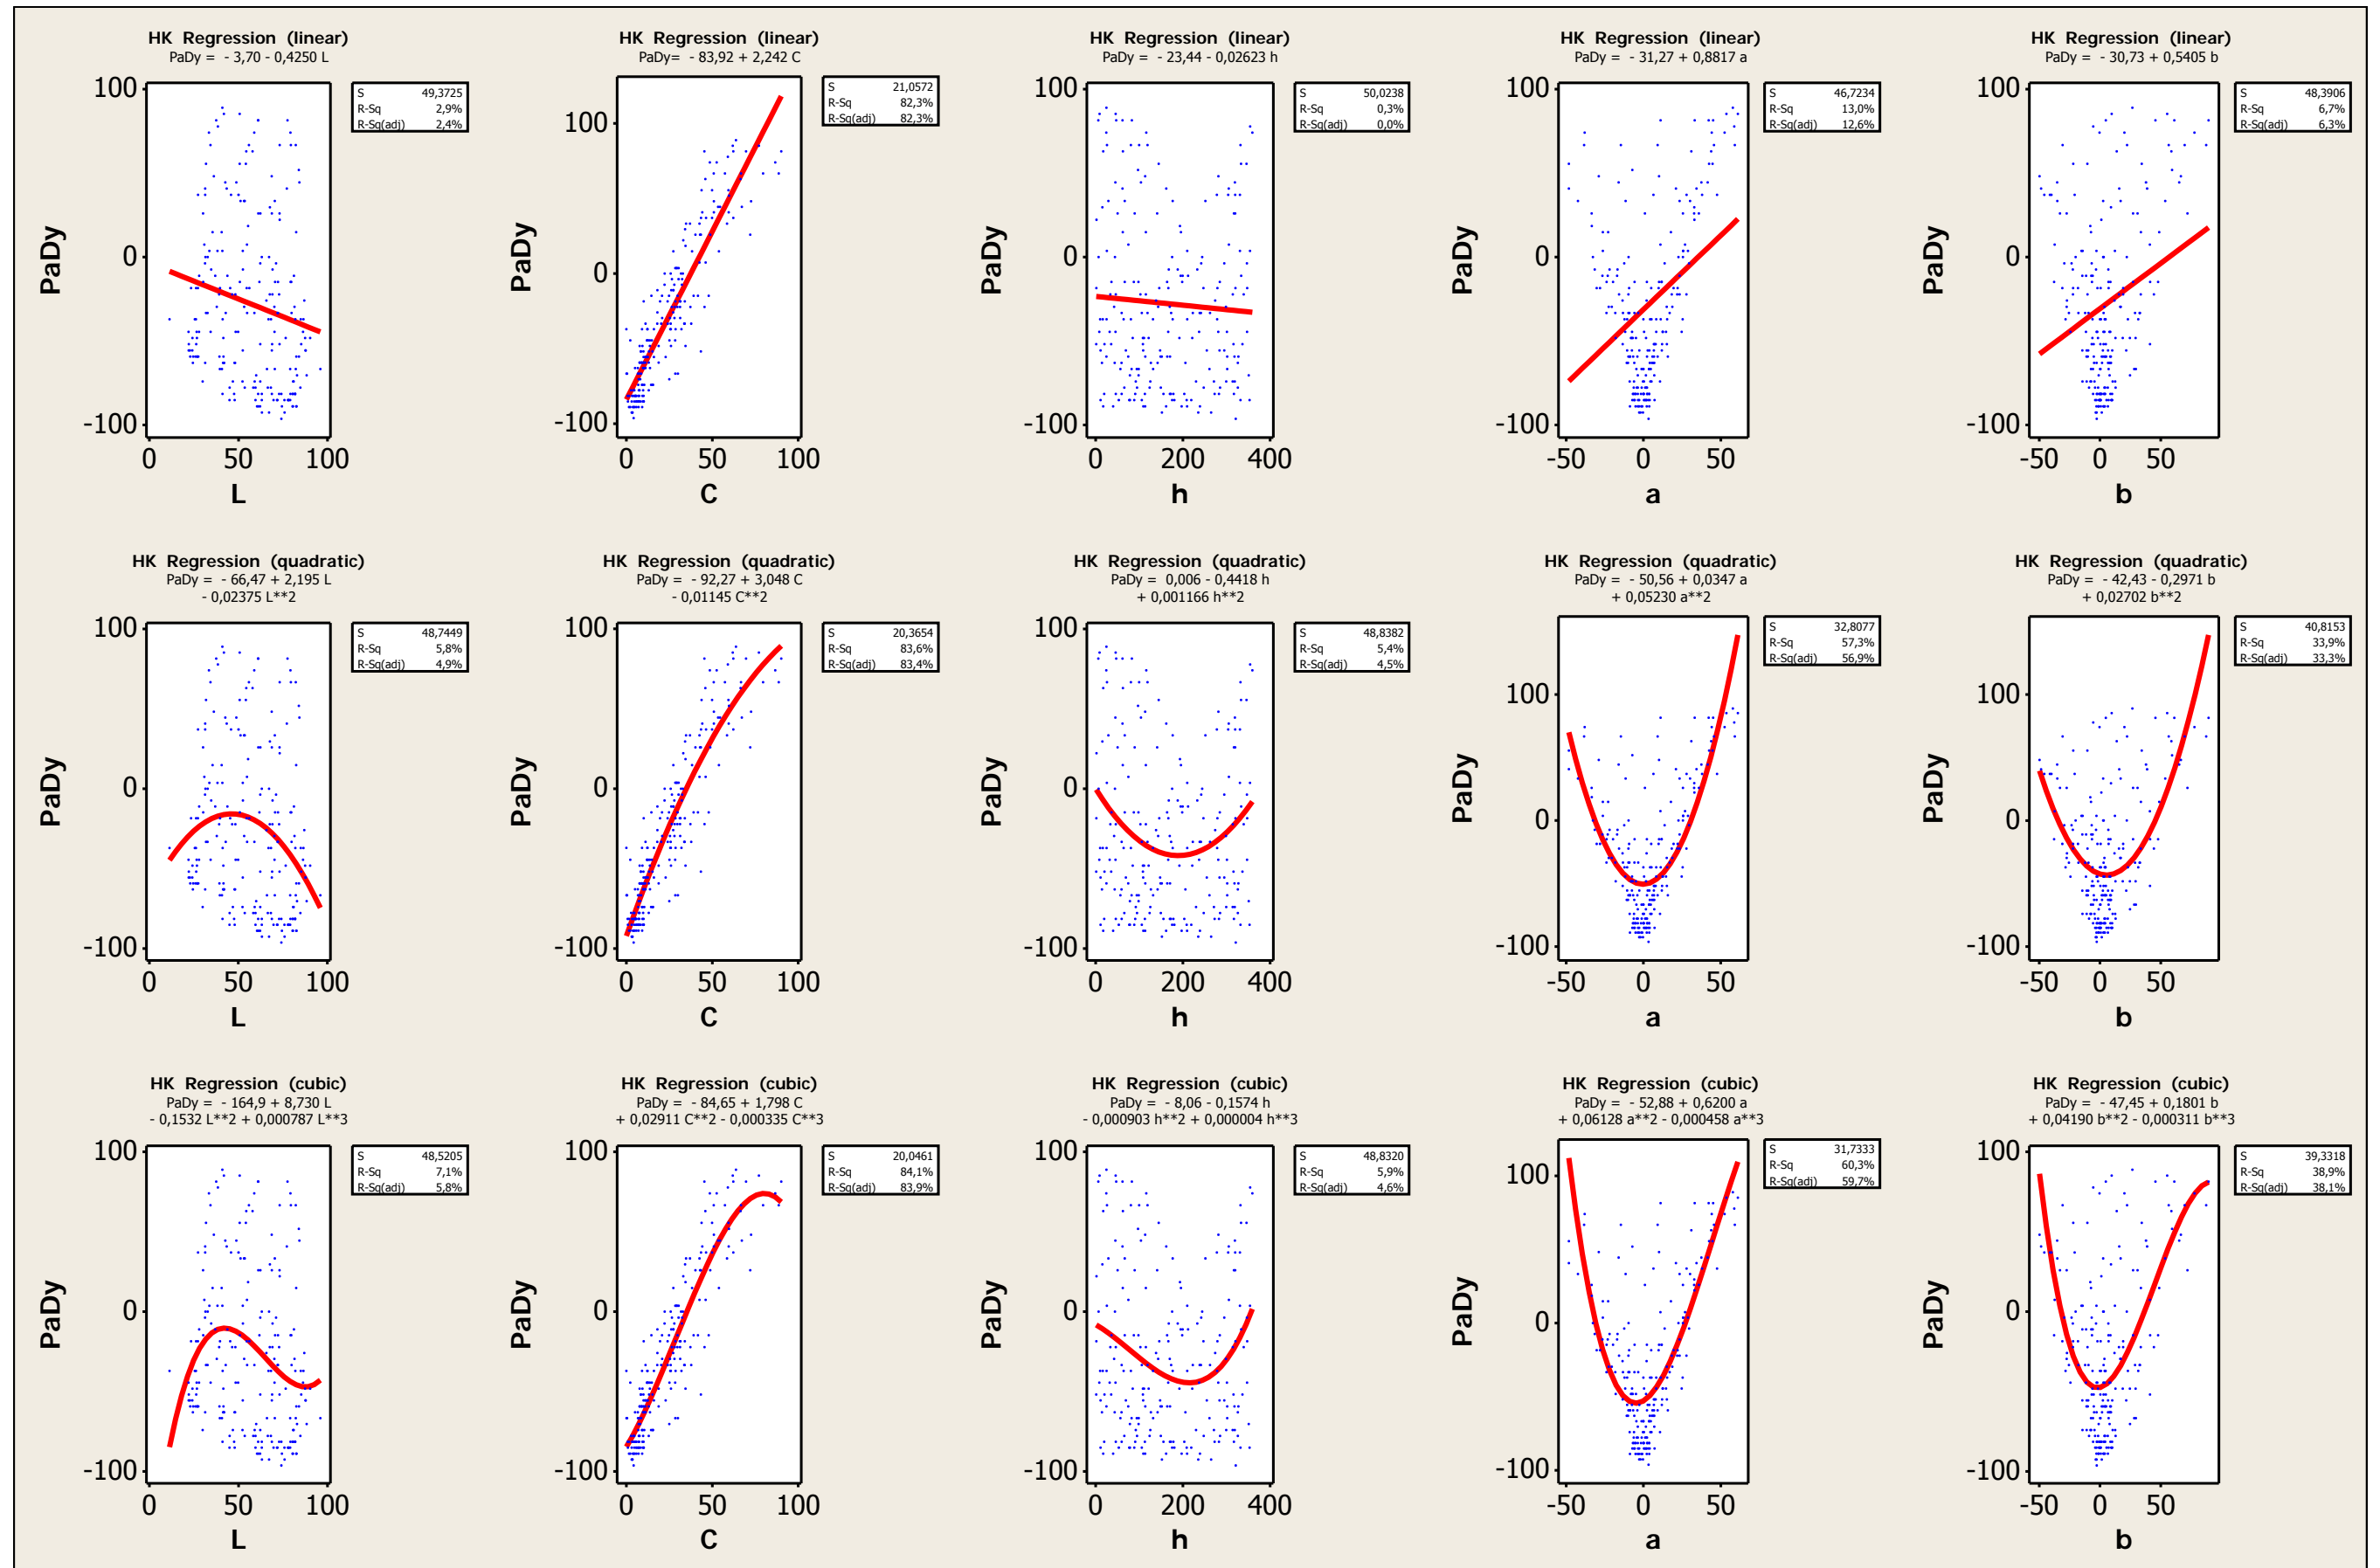 HK Regression (linear)
PaDy = - 3,70 - 0,4250 L
S 49,3725
R-Sq 2,9%
R-Sq(adj) 2,4%
100
0
-100
PaDy
0 50 100
L
HK Regression (linear)
PaDy= - 83,92 + 2,242 C
S 21,0572
R-Sq 82,3%
R-Sq(adj) 82,3%
100
0
-100
PaDy
0 50 100
C
HK Regression (linear)
PaDy = - 23,44 - 0,02623 h
S 50,0238
R-Sq 0,3%
R-Sq(adj) 0,0%
100
0
-100
PaDy
0 200 400
h
HK Regression (linear)
PaDy = - 31,27 + 0,8817 a
S 46,7234
R-Sq 13,0%
R-Sq(adj) 12,6%
100
0
-100
PaDy
-50 0 50
a
HK Regression (linear)
PaDy = - 30,73 + 0,5405 b
S 48,3906
R-Sq 6,7%
R-Sq(adj) 6,3%
100
0
-100
PaDy
-50 0 50
b
HK Regression (quadratic)
PaDy = - 66,47 + 2,195 L
- 0,02375 L**2
S 48,7449
R-Sq 5,8%
R-Sq(adj) 4,9%
100
0
-100
PaDy
0 50 100
L
HK Regression (quadratic)
PaDy = - 92,27 + 3,048 C
- 0,01145 C**2
S 20,3654
R-Sq 83,6%
R-Sq(adj) 83,4%
100
0
-100
PaDy
0 50 100
C
HK Regression (quadratic)
PaDy = 0,006 - 0,4418 h
+ 0,001166 h**2
S 48,8382
R-Sq 5,4%
R-Sq(adj) 4,5%
100
0
-100
PaDy
0 200 400
h
HK Regression (quadratic)
PaDy = - 50,56 + 0,0347 a
+ 0,05230 a**2
S 32,8077
R-Sq 57,3%
R-Sq(adj) 56,9%
100
0
-100
PaDy
-50 0 50
a
HK Regression (quadratic)
PaDy = - 42,43 - 0,2971 b
+ 0,02702 b**2
S 40,8153
R-Sq 33,9%
R-Sq(adj) 33,3%
100
0
-100
PaDy
-50 0 50
b
HK Regression (cubic)
PaDy = - 164,9 + 8,730 L
- 0,1532 L**2 + 0,000787 L**3
S 48,5205
R-Sq 7,1%
R-Sq(adj) 5,8%
100
0
-100
PaDy
0 50 100
L
HK Regression (cubic)
PaDy = - 84,65 + 1,798 C
+ 0,02911 C**2 - 0,000335 C**3
S 20,0461
R-Sq 84,1%
R-Sq(adj) 83,9%
100
0
-100
PaDy
0 50 100
C
HK Regression (cubic)
PaDy = - 8,06 - 0,1574 h
- 0,000903 h**2 + 0,000004 h**3
S 48,8320
R-Sq 5,9%
R-Sq(adj) 4,6%
100
0
-100
PaDy
0 200 400
h
HK Regression (cubic)
PaDy = - 52,88 + 0,6200 a
+ 0,06128 a**2 - 0,000458 a**3
S 31,7333
R-Sq 60,3%
R-Sq(adj) 59,7%
100
0
-100
PaDy
-50 0 50
a
HK Regression (cubic)
PaDy = - 47,45 + 0,1801 b
+ 0,04190 b**2 - 0,000311 b**3
S 39,3318
R-Sq 38,9%
R-Sq(adj) 38,1%
100
0
-100
PaDy
-50 0 50
b